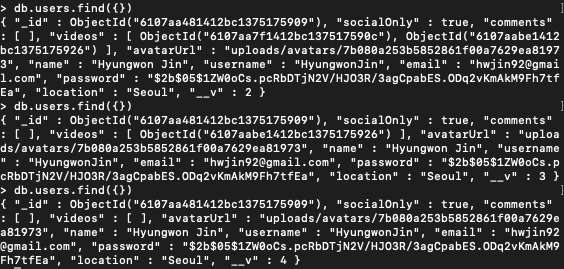 > db.users.find({})
{ "_id" : ObjectId("6107aa481412bc1375175909"), "socialOnly" : true, "comments"
: [ ], "videos" : [ ObjectId("6107aa7f1412bc137517590c"), ObjectId("6107aabe1412
bc1375175926") ], "avatarUrl" : "uploads/avatars/7b080a253b5852861f00a7629ea8197
3", "name" : "Hyungwon Jin", "username" : "HyungwonJin", "email" : "hwjin92@gmai
l.com", "password" : "$2b$05$1ZW0oCs.pcRbDTjN2V/HJO3R/3agCpabES.ODq2vKmAkM9Fh7tf
Ea", "location" : "Seoul", "__v" : 2 }
> db.users.find({})
{ "_id" : ObjectId("6107aa481412bc1375175909"), "socialOnly" : true, "comments"
: [ ], "videos" : [ ObjectId("6107aabe1412bc1375175926") ], "avatarUrl" : "uploa
ds/avatars/7b080a253b5852861f00a7629ea81973", "name" : "Hyungwon Jin", "username
" : "HyungwonJin", "email" : "hwjin92@gmail.com", "password" : "$2b$05$1ZW0oCs.p
cRbDTjN2V/HJO3R/3agCpabES.ODq2vKmAkM9Fh7tfEa", "location" : "Seoul", "__v" : 3 }
> db.users.find({})
{ "_id" : ObjectId("6107aa481412bc1375175909"), "socialOnly" : true, "comments"
: [ ], "videos" : [ ], "avatarUrl" : "uploads/avatars/7b080a253b5852861f00a7629e
a81973", "name" : "Hyungwon Jin", "username" : "HyungwonJin", "email" : "hwjin92
@gmail.com", "password" : "$2b$05$1ZW0oCs.pcRbDTjN2V/HJO3R/3agCpabES.ODq2vKmAkM9
Fh7tfEa", "location" : "Seoul", "__v" : 4 }